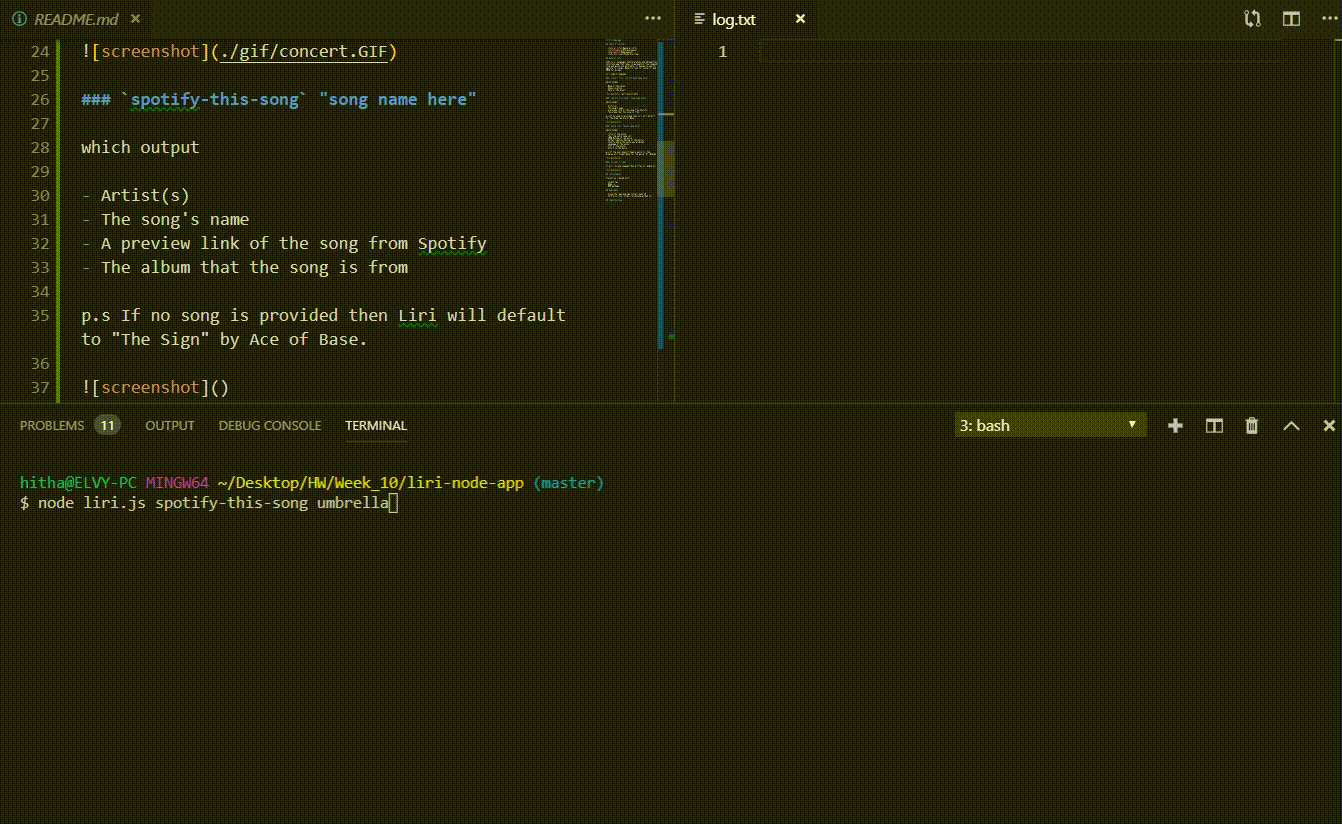 README.md
log.txt
24 ![screenshot](./gif/concert.GIF)
25
26 ### `spotify-this-song` "song name here"
27
28 which output
29
30 - Artist(s)
31 - The song's name
32 - A preview link of the song from Spotify
33 - The album that the song is from
34
35 p.s If no song is provided then Liri will default
to "The Sign" by Ace of Base.
36
37 ![screenshot]()
1
PROBLEMS 11 OUTPUT DEBUG CONSOLE TERMINAL 3: bash
hitha@ELVY-PC MINGW64 ~/Desktop/HW/Week_10/liri-node-app (master)
$ node liri.js spotify-this-song umbrella